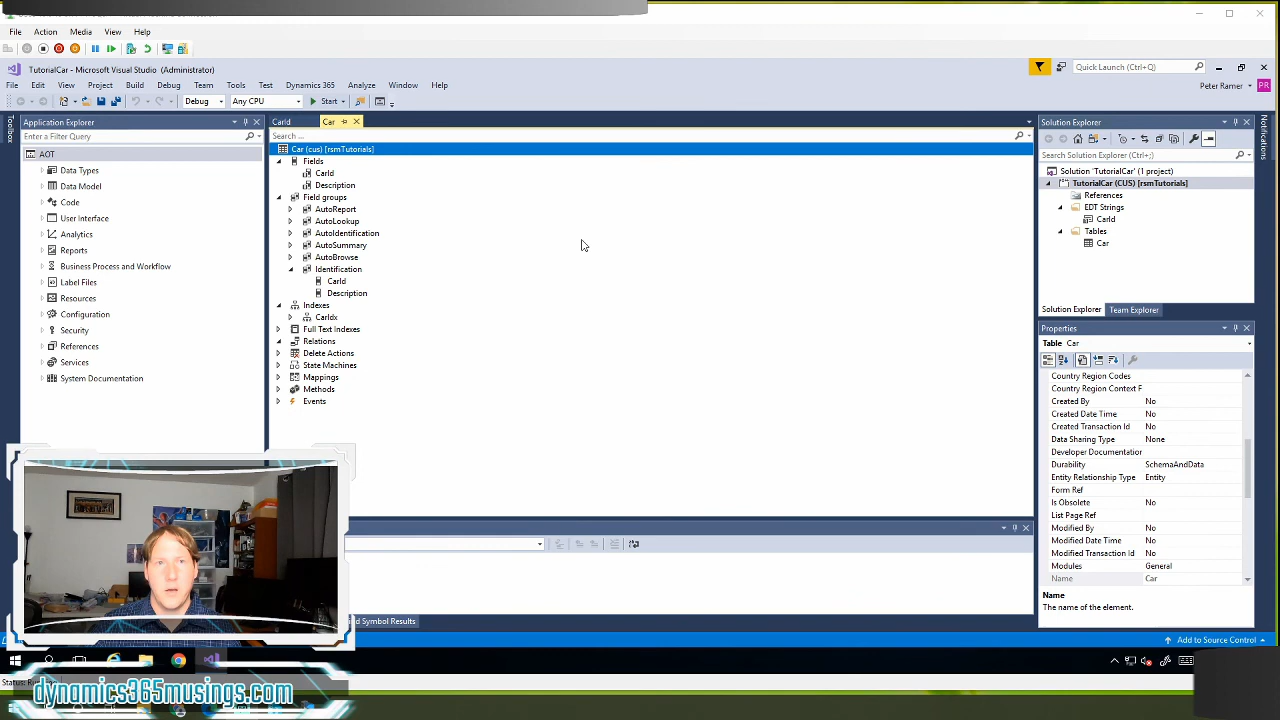 File Action Media View Help
TutorialCar - Microsoft Visual Studio (Administrator)
Quick Launch (Ctrl+Q)
File Edit View Project Build Debug Team Tools Test Dynamics 365 Analyze Window Help
Peter Ramer PR
Debug Any CPU Start
Toolbox
Application Explorer
Enter a Filter Query
AOT
Data Types
Data Model
Code
User Interface
Analytics
Reports
Business Process and Workflow
Label Files
Resources
Configuration
Security
References
Services
System Documentation
CarId Car
Search ...
Car (cus) [rsmTutorials]
Fields
CarId
Description
Field groups
AutoReport
AutoLookup
AutoIdentification
AutoSummary
AutoBrowse
Identification
CarId
Description
Indexes
CarIdx
Full Text Indexes
Relations
Delete Actions
State Machines
Mappings
Methods
Events
Solution Explorer
Search Solution Explorer (Ctrl+;)
Solution 'TutorialCar' (1 project)
TutorialCar (CUS) [rsmTutorials]
References
EDT Strings
CarId
Tables
Car
Solution Explorer Team Explorer
Notifications
Properties
Table Car
Country Region Codes
Country Region Context F
Created By No
Created Date Time No
Created Transaction Id No
Data Sharing Type None
Developer Documentation
Durability SchemaAndData
Entity Relationship Type Entity
Form Ref
Is Obsolete No
List Page Ref
Modified By No
Modified Date Time No
Modified Transaction Id No
Modules General
Name Car
Name
The name of the element.
Symbol Results
Add to Source Control
Status:
dynamics365musings.com